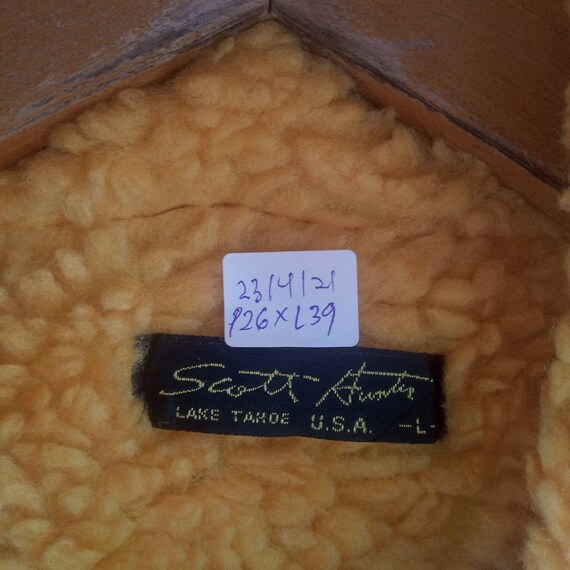 23/4/21
P26 x L39
Scott Hunter
LAKE TAHOE U.S.A. -L-